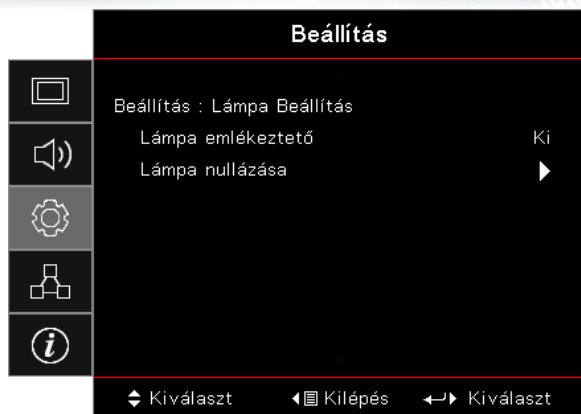 Beállítás
Beállítás : Lámpa Beállítás
Lámpa emlékeztető Ki
Lámpa nullázása
Kiválaszt Kilépés Kiválaszt